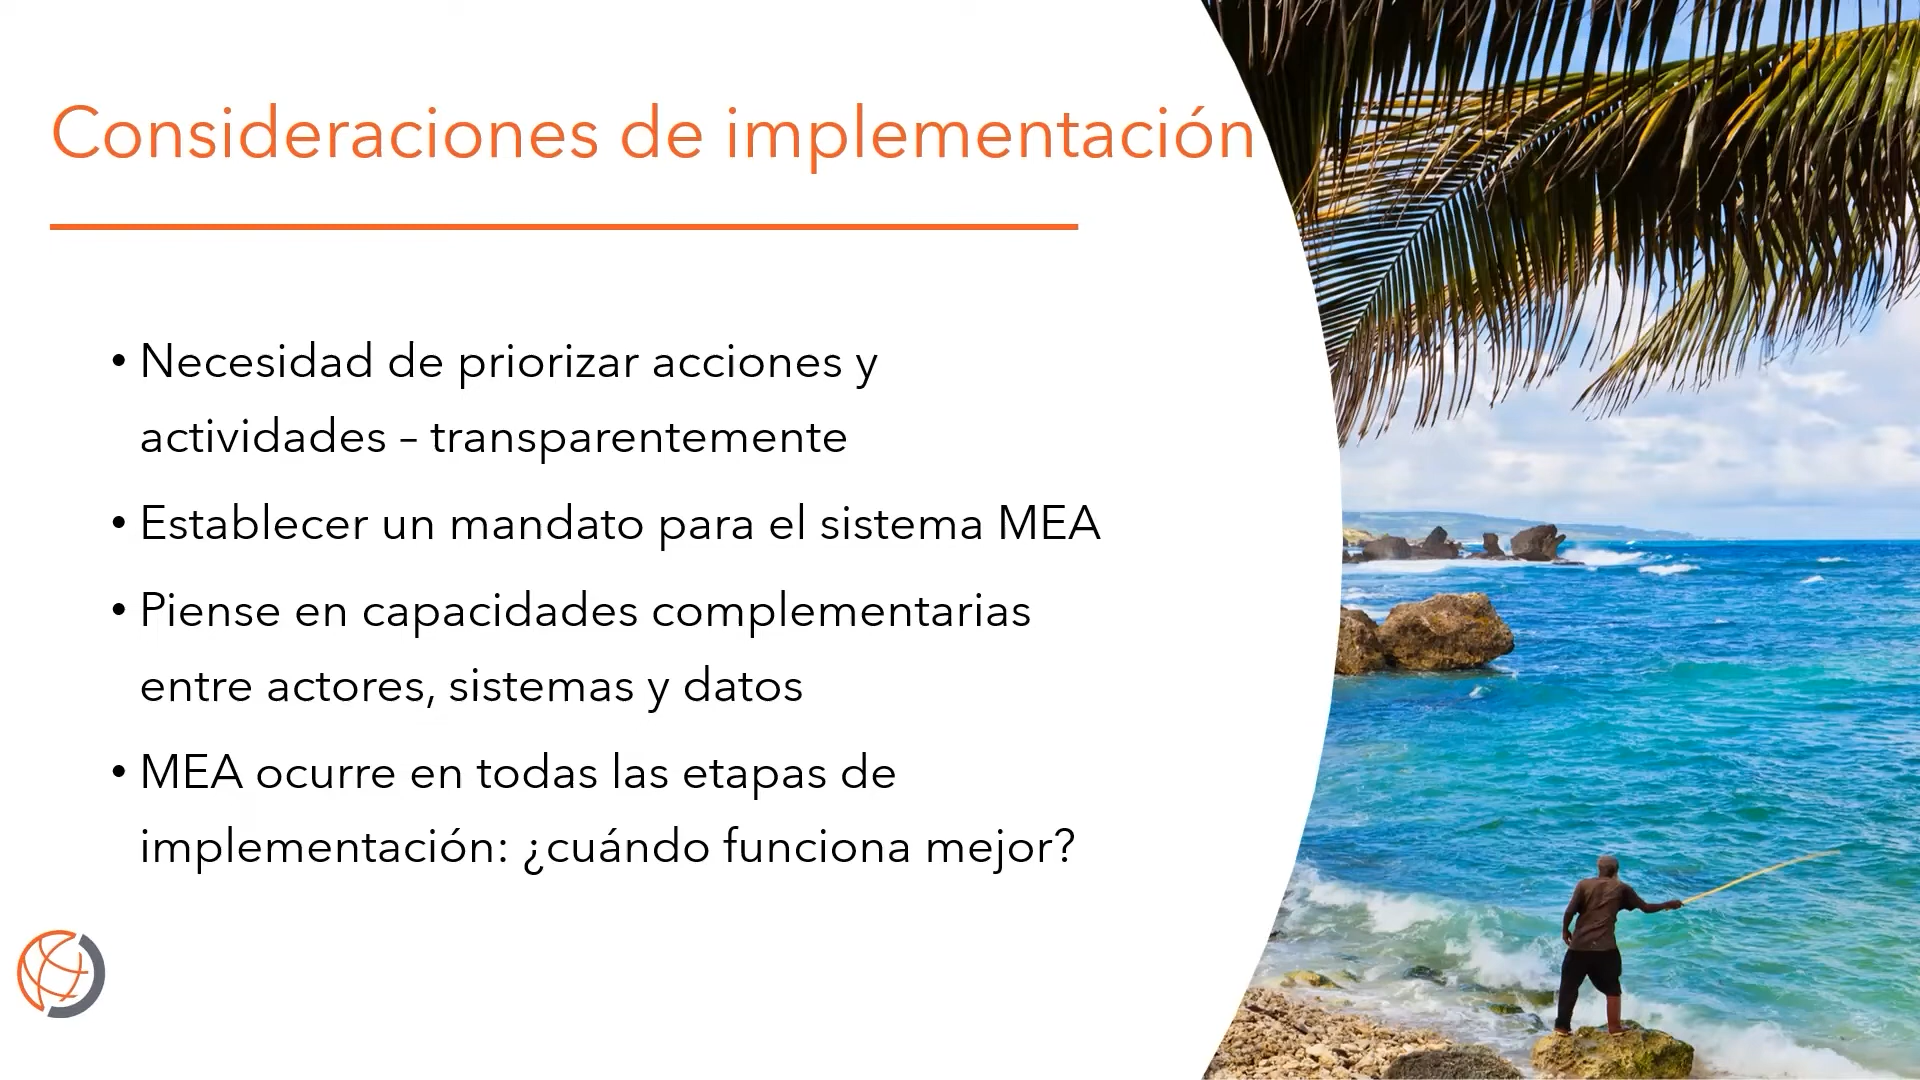 Consideraciones de implementación
• Necesidad de priorizar acciones y
actividades – transparentemente
• Establecer un mandato para el sistema MEA
• Piense en capacidades complementarias
entre actores, sistemas y datos
• MEA ocurre en todas las etapas de
implementación: ¿cuándo funciona mejor?